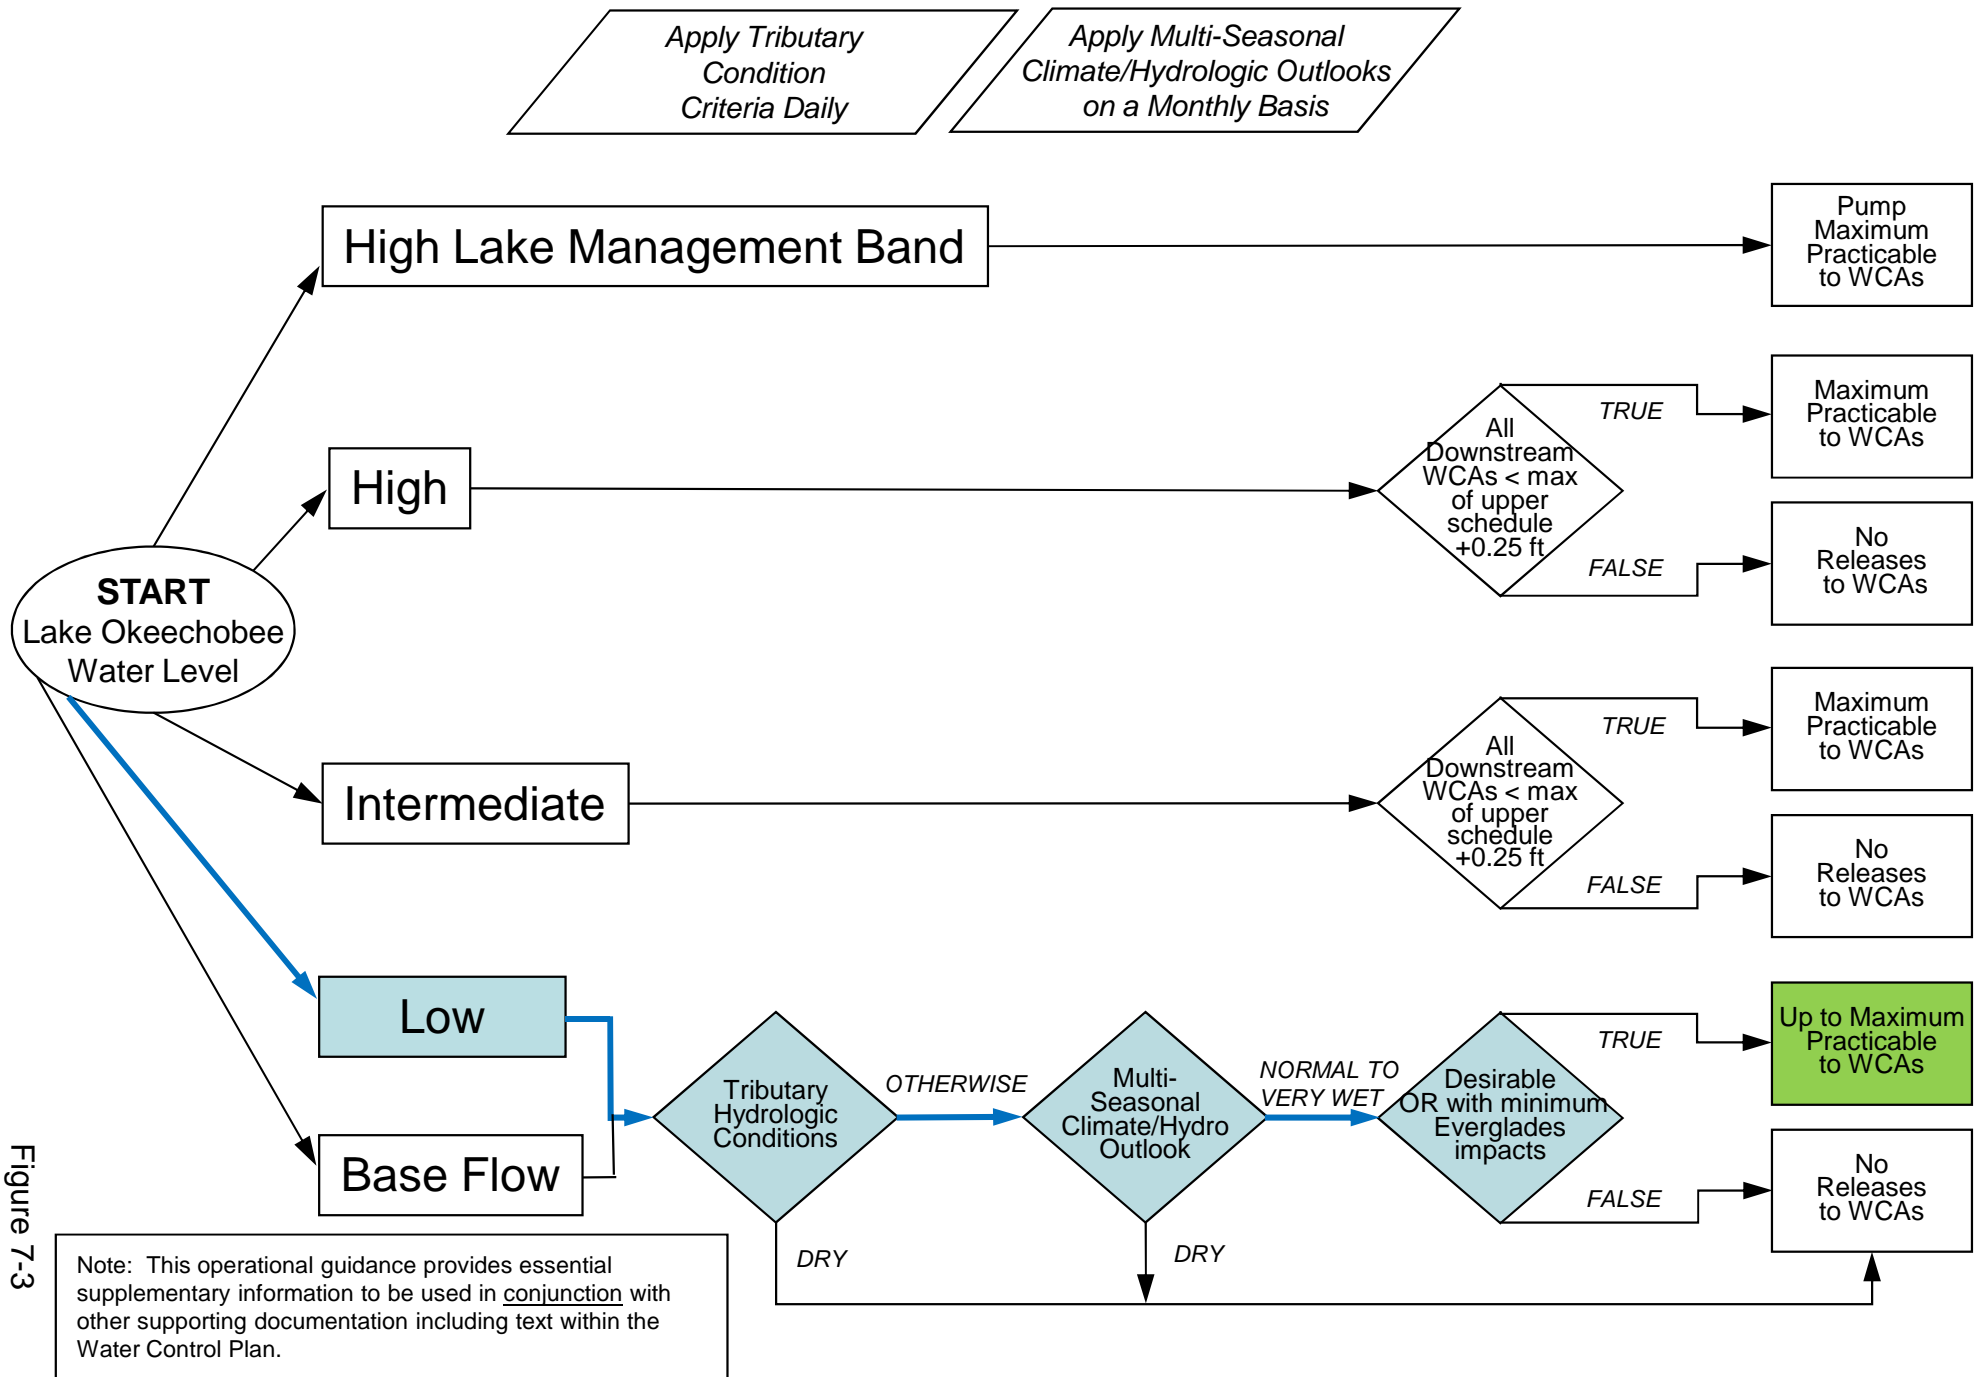 Apply Tributary
Condition
Criteria Daily
Apply Multi-Seasonal
Climate/Hydrologic Outlooks
on a Monthly Basis
High Lake Management Band
Pump
Maximum
Practicable
to WCAs
High
All
Downstream
WCAs < max
of upper
schedule
+0.25 ft
TRUE
Maximum
Practicable
to WCAs
FALSE
No
Releases
to WCAs
START
Lake Okeechobee
Water Level
Intermediate
All
Downstream
WCAs < max
of upper
schedule
+0.25 ft
TRUE
Maximum
Practicable
to WCAs
FALSE
No
Releases
to WCAs
Low
Base Flow
Tributary
Hydrologic
Conditions
OTHERWISE
DRY
Multi-
Seasonal
Climate/Hydro
Outlook
NORMAL TO
VERY WET
DRY
Desirable
OR with minimum
Everglades
impacts
TRUE
Up to Maximum
Practicable
to WCAs
FALSE
No
Releases
to WCAs
Figure 7-3
Note: This operational guidance provides essential
supplementary information to be used in conjunction with
other supporting documentation including text within the
Water Control Plan.